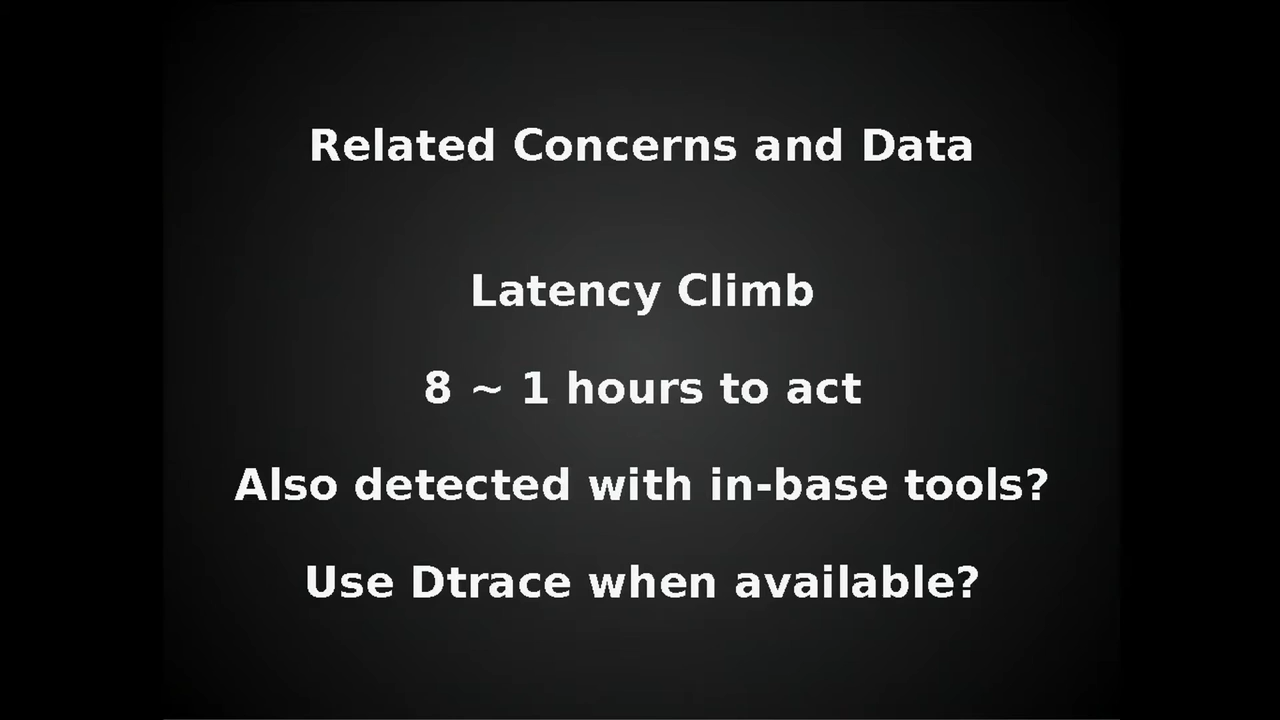 Related Concerns and Data
Latency Climb
8 ~ 1 hours to act
Also detected with in-base tools?
Use Dtrace when available?